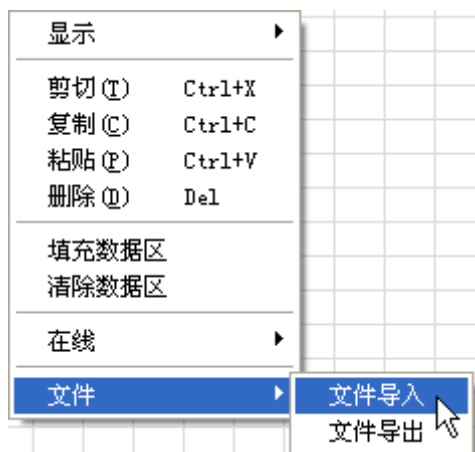 显示
剪切(T) Ctrl+X
复制(C) Ctrl+C
粘贴(P) Ctrl+V
删除(D) Del
填充数据区
清除数据区
在线
文件 文件导入
文件导出